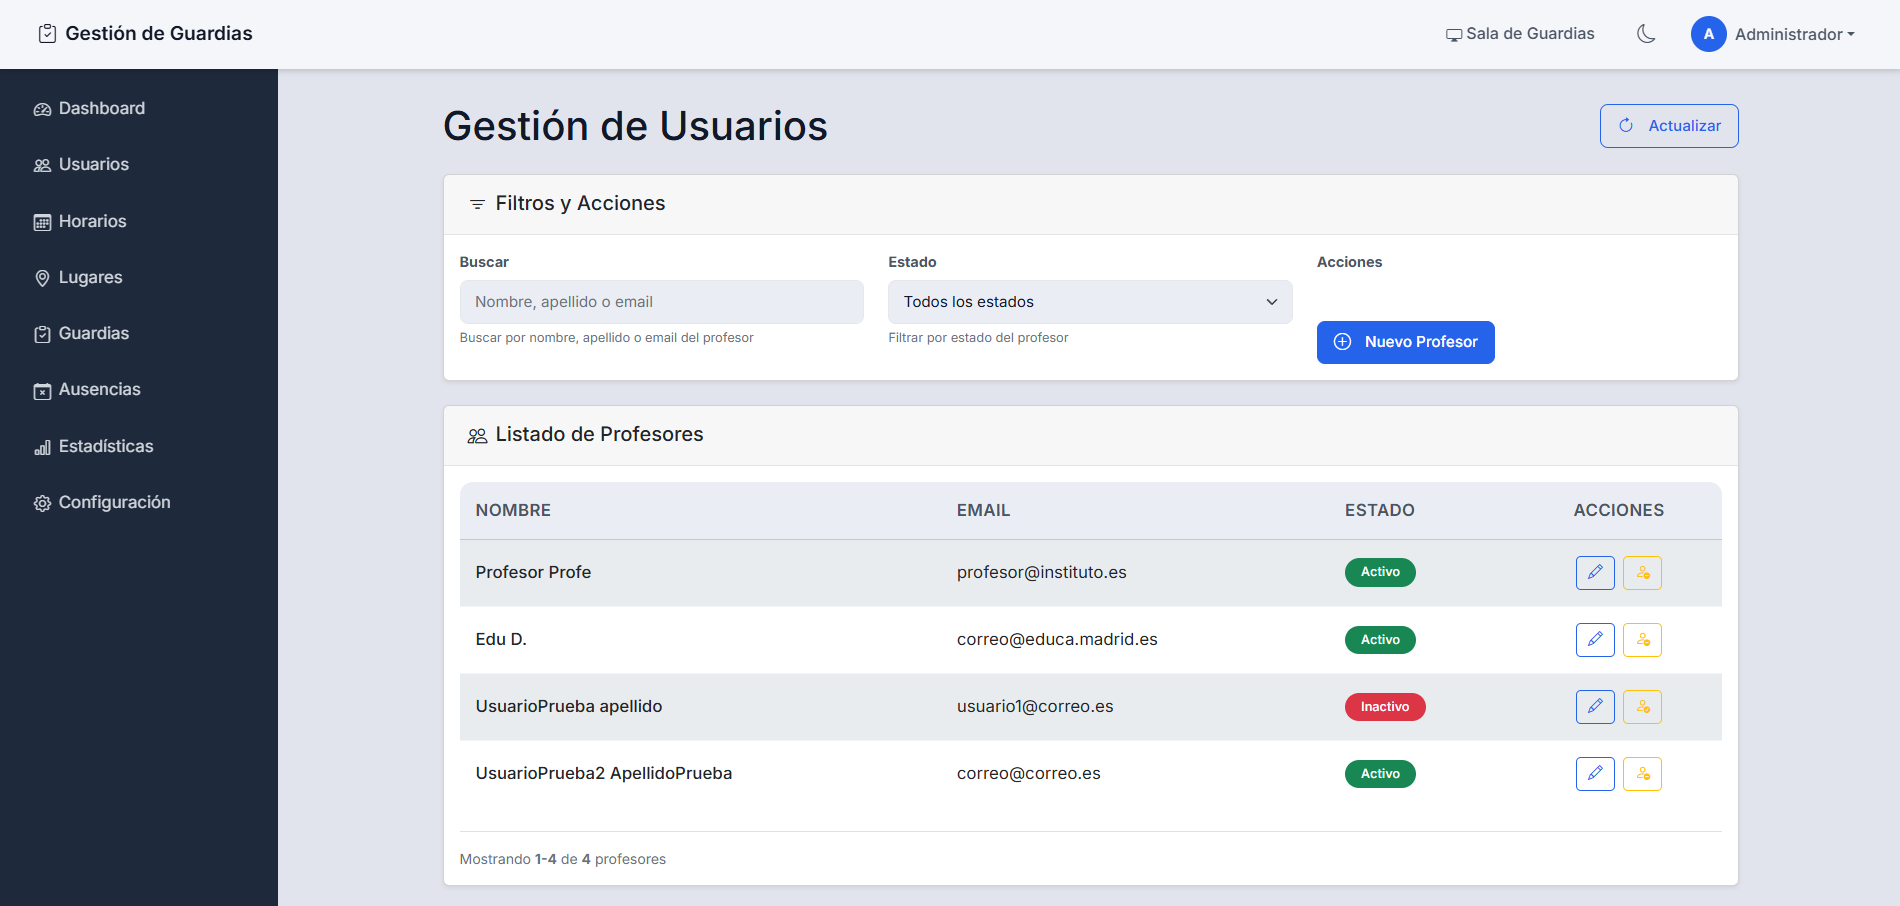 Gestión de Guardias
Sala de Guardias
A
Administrador
Dashboard
Usuarios
Horarios
Lugares
Guardias
Ausencias
Estadísticas
Configuración
Gestión de Usuarios
Actualizar
Filtros y Acciones
Buscar
Nombre, apellido o email
Buscar por nombre, apellido o email del profesor
Estado
Todos los estados
Filtrar por estado del profesor
Acciones
Nuevo Profesor
Listado de Profesores
NOMBRE EMAIL ESTADO ACCIONES
Profesor Profe profesor@instituto.es Activo
Edu D. correo@educa.madrid.es Activo
UsuarioPrueba apellido usuario1@correo.es Inactivo
UsuarioPrueba2 ApellidoPrueba correo@correo.es Activo
Mostrando 1-4 de 4 profesores